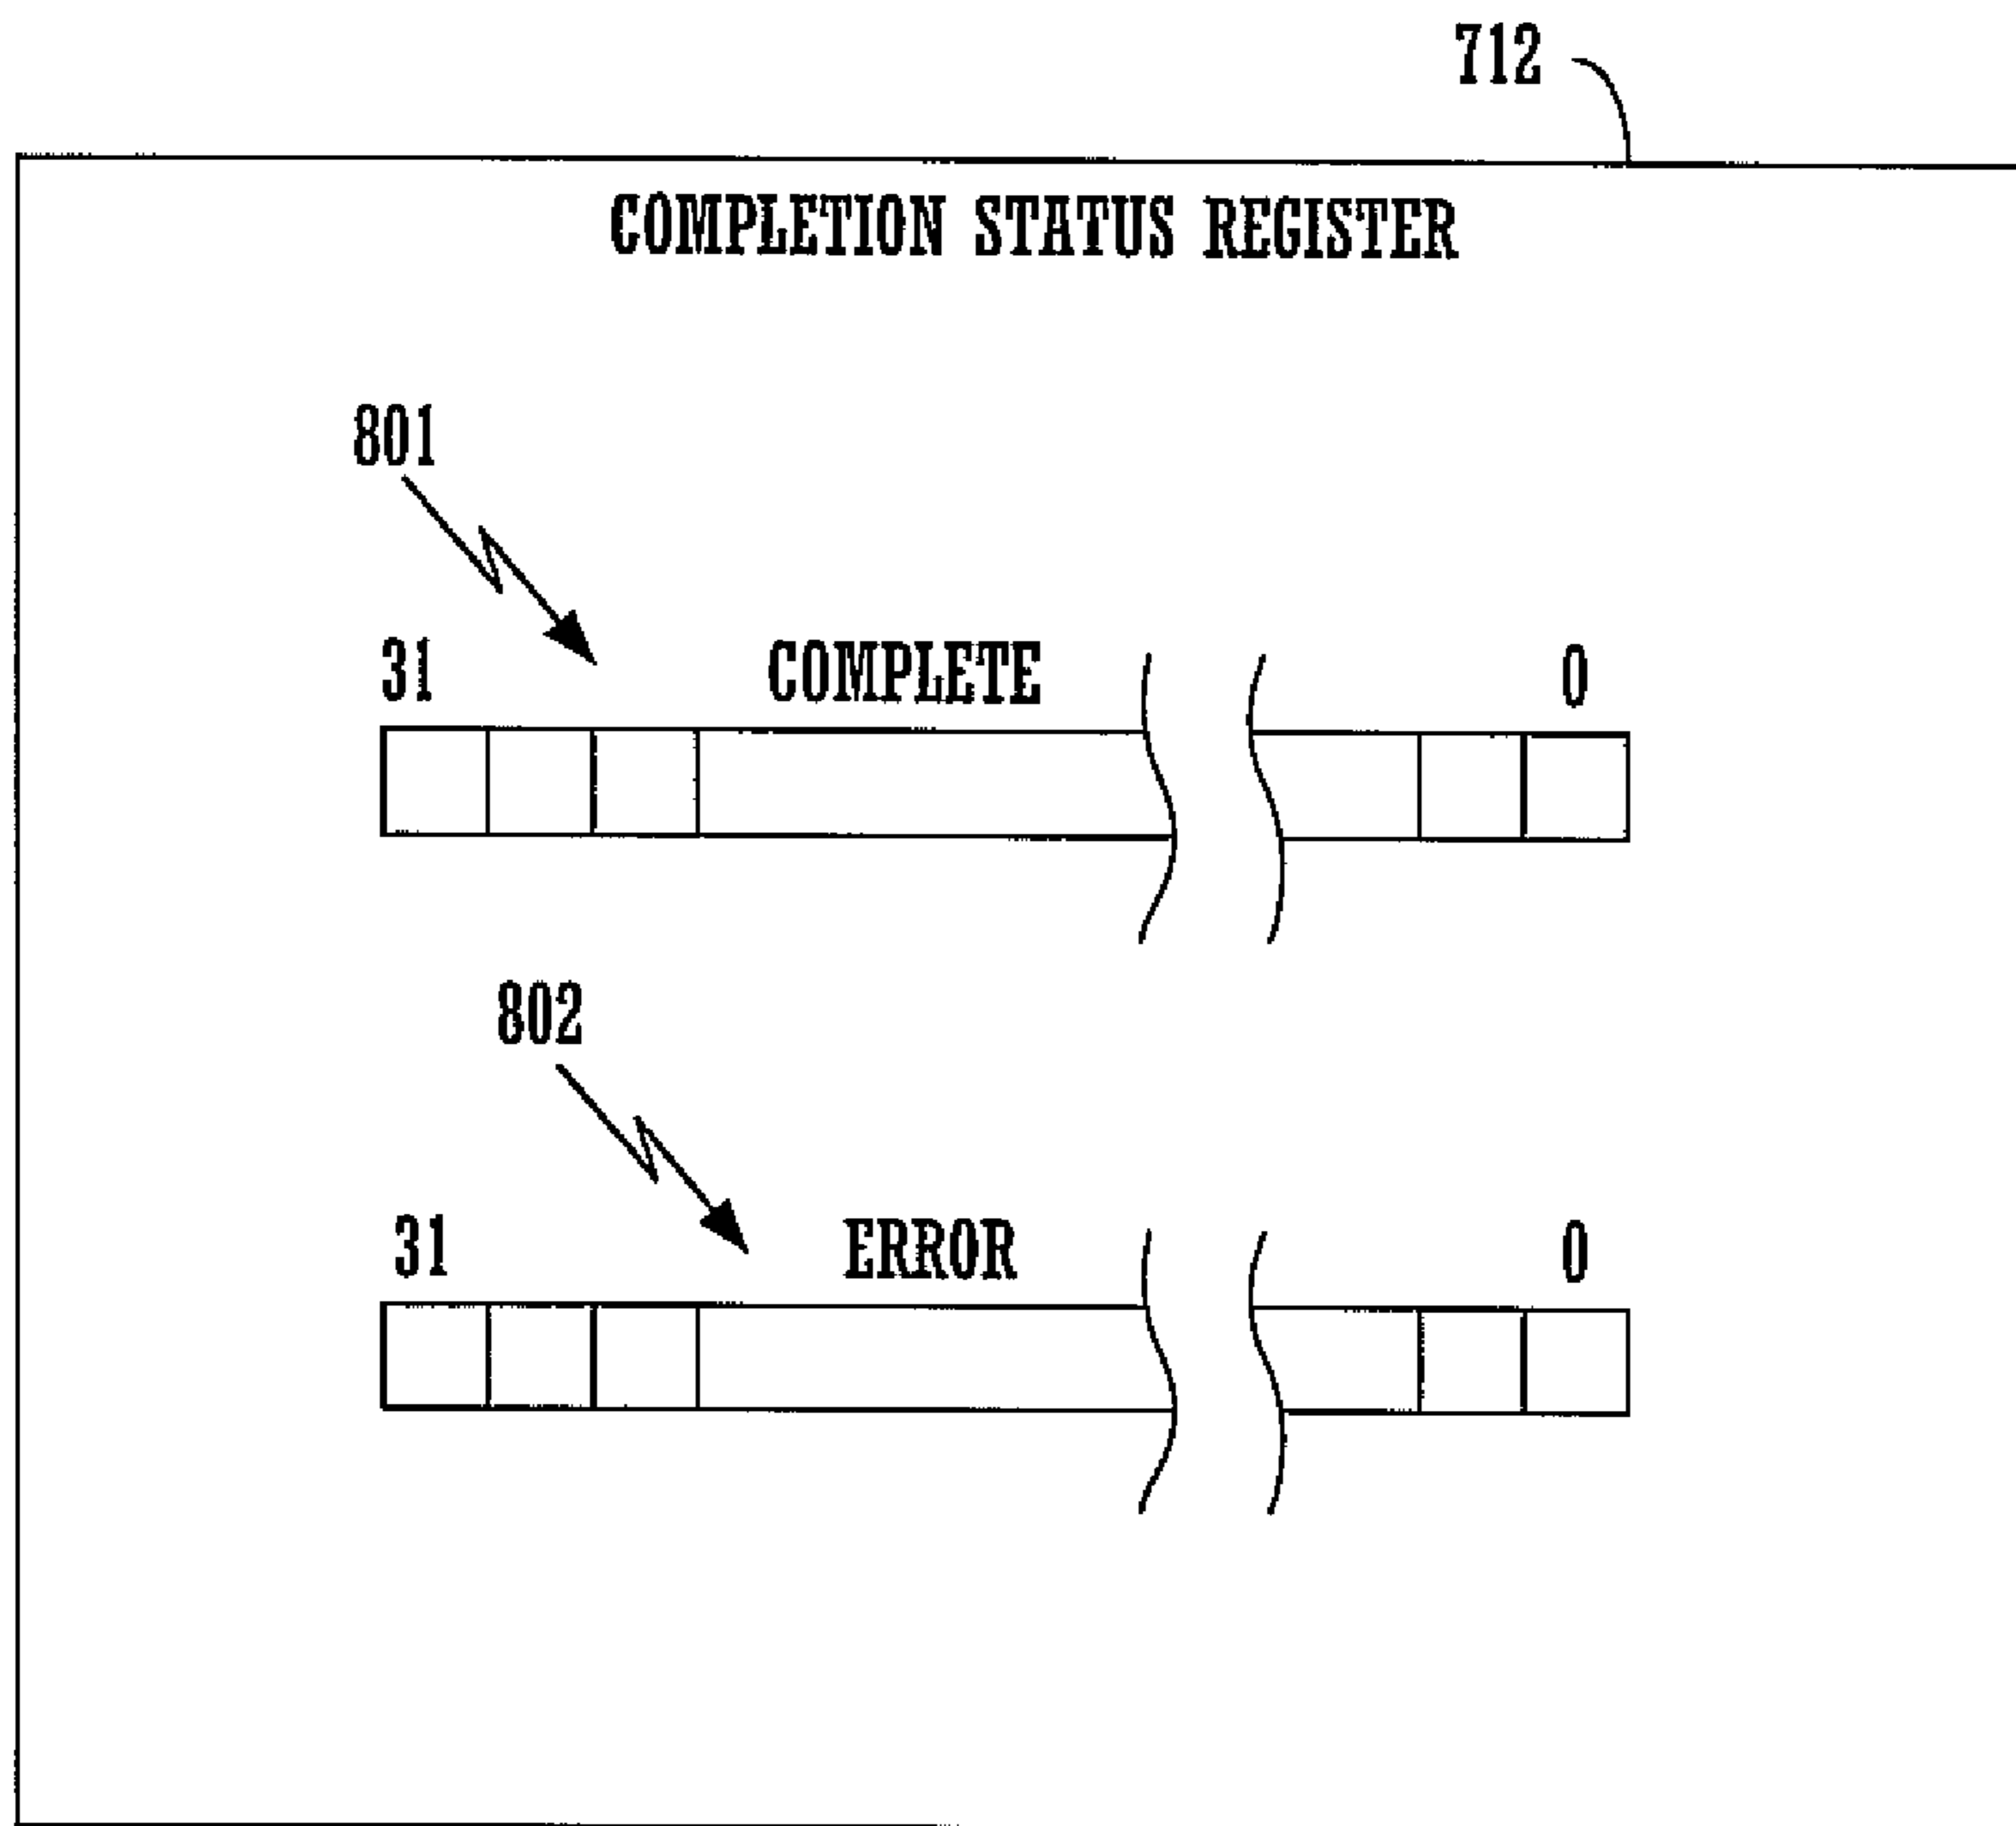 712
COMPLETION STATUS REGISTER
801
31 COMPLETE 0
802
31 ERROR 0